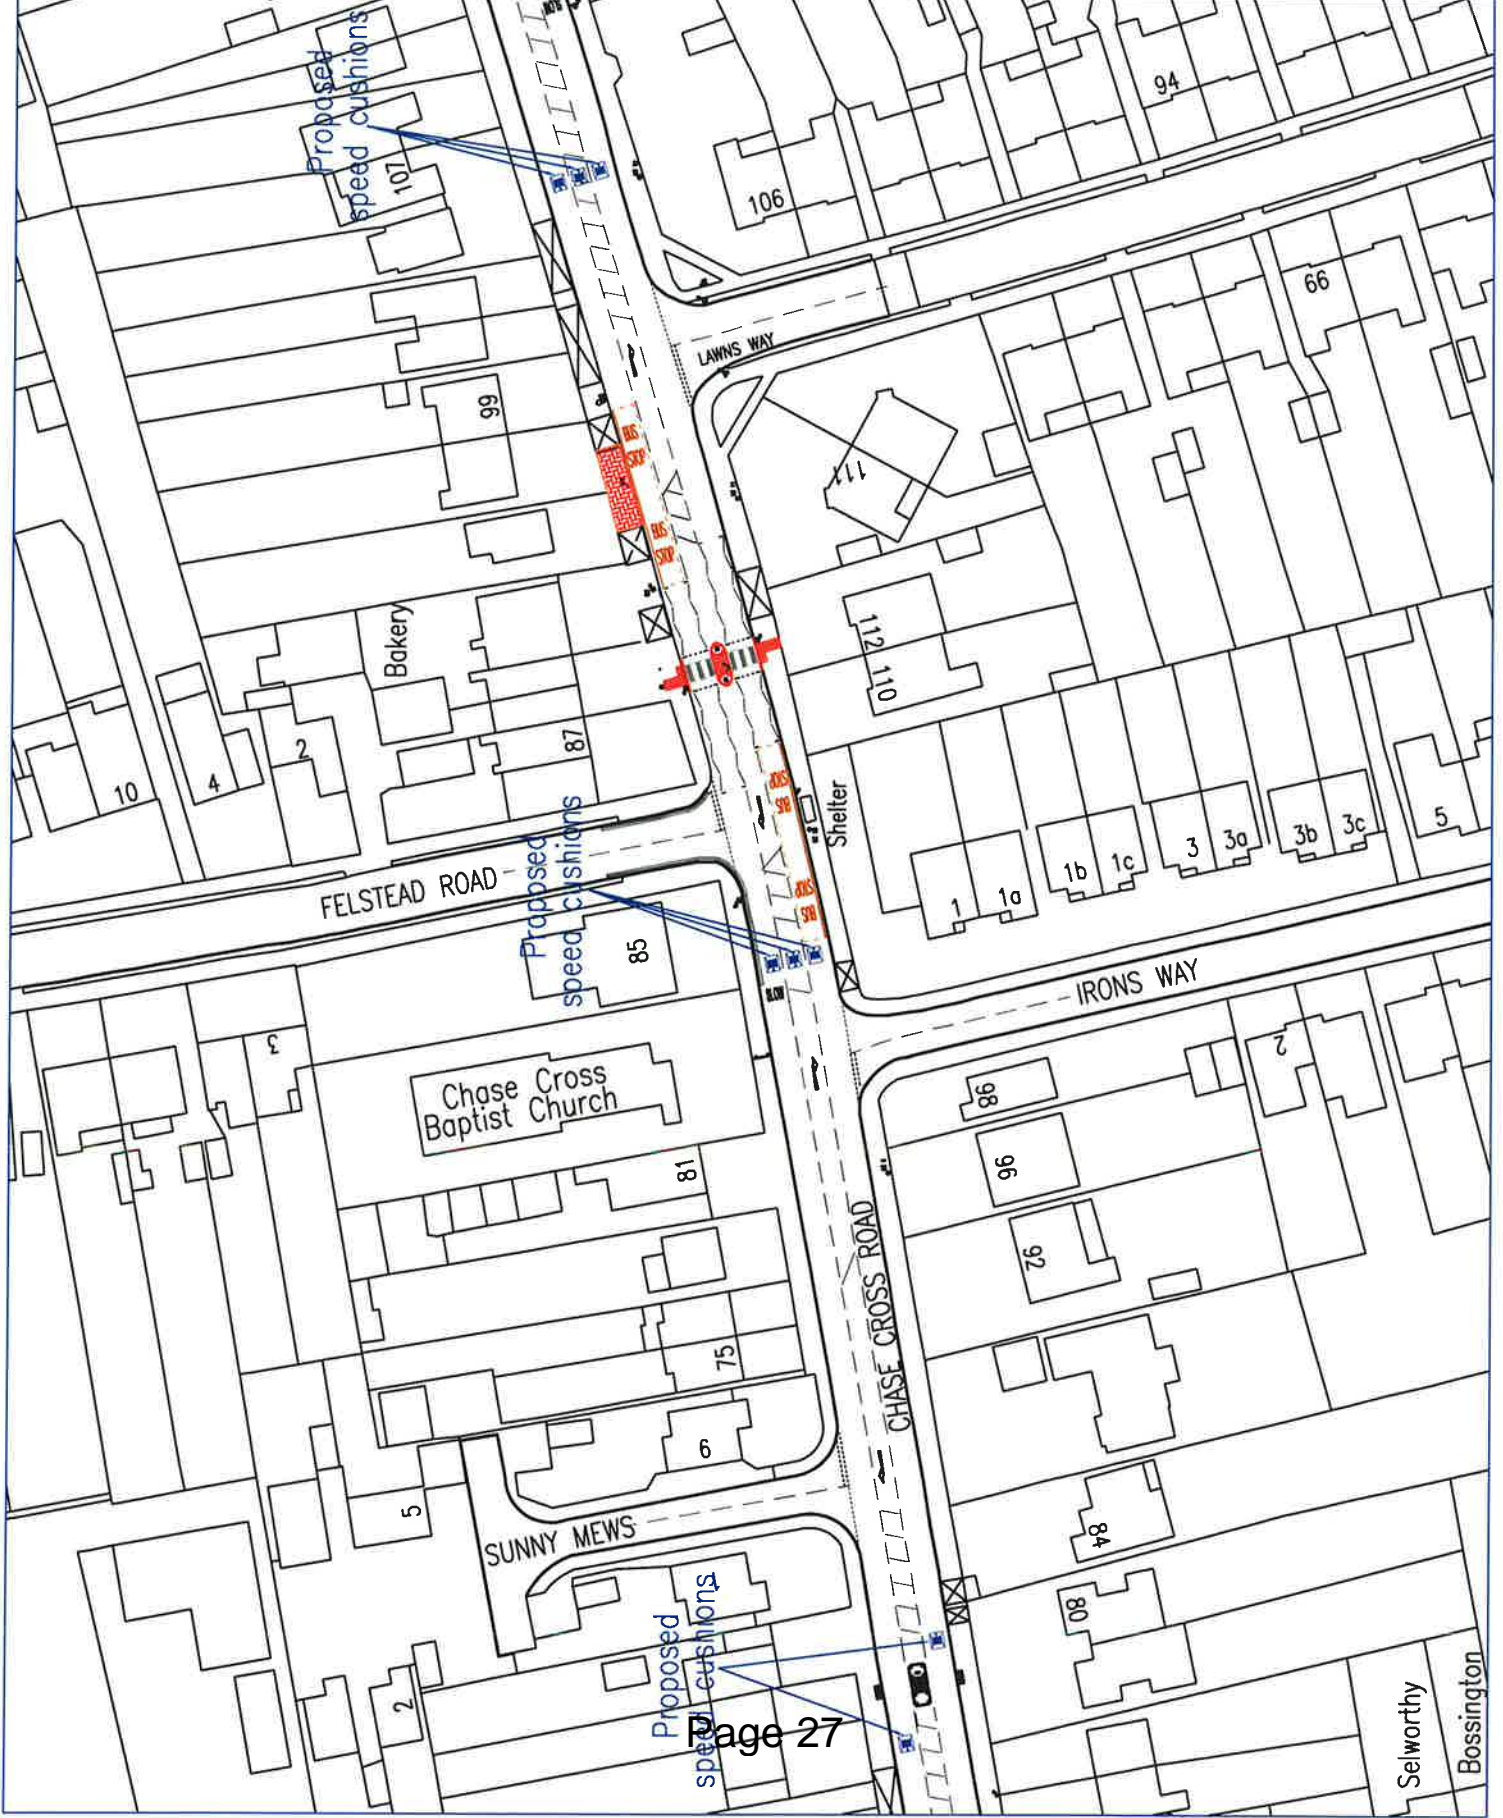 Proposed
speed cushions
107
94
106
66
LAWNS WAY
99
BUS
STOP
BUS
STOP
111
Bakery
112
110
10
4
2
87
STOP
BUS
Shelter
STOP
BUS
FELSTEAD ROAD
Proposed
speed cushions
85
1
1a
1b
1c
3
3a
3b
3c
5
IRONS WAY
3
Chase Cross
Baptist Church
98
2
81
96
92
CHASE CROSS ROAD
75
6
5
SUNNY MEWS
84
80
1
Proposed
speed cushions
2
Page 27
Selworthy
Bossington